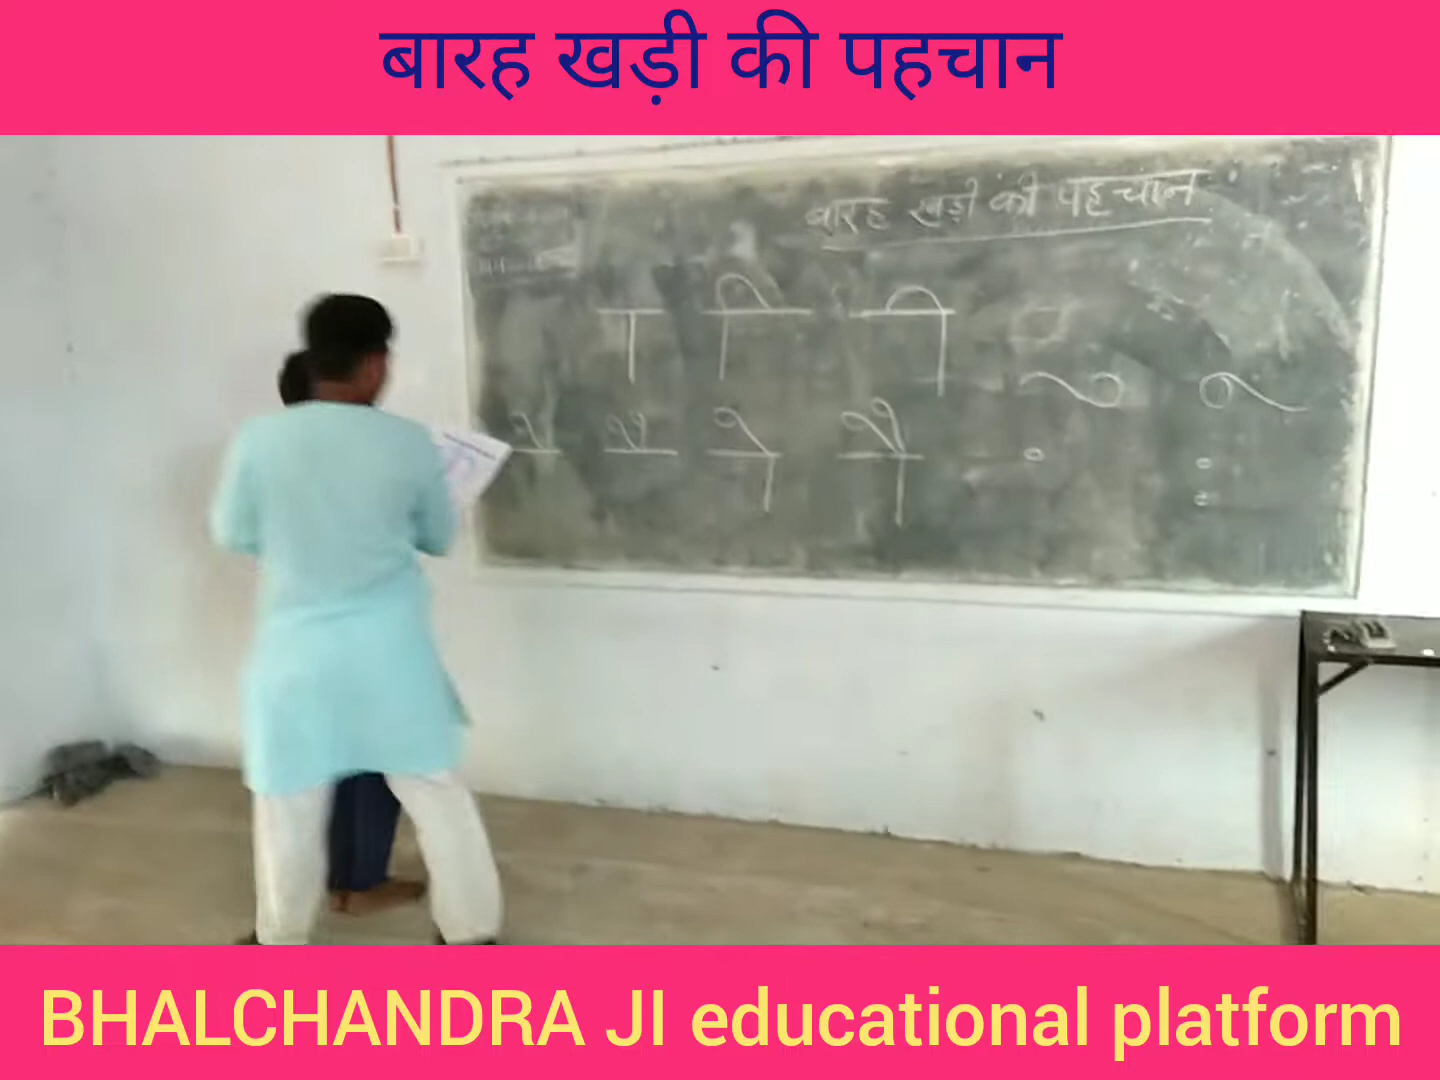 बारह खड़ी की पहचान
बारह खड़ी की पहचान
ा ि ी ु ू
े ै ो ौ ं ः
BHALCHANDRA JI educational platform